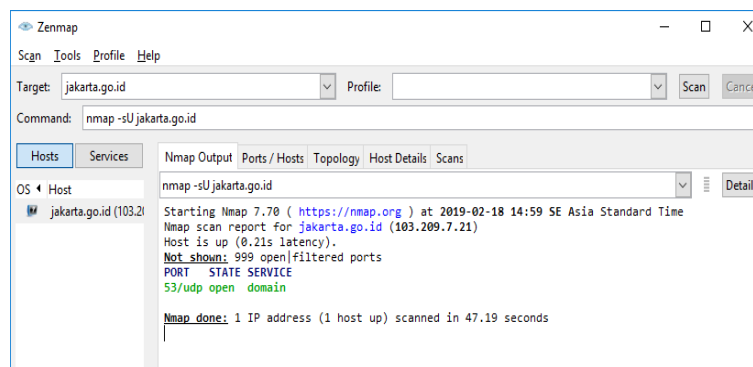 Zenmap
Scan Tools Profile Help
Target: jakarta.go.id Profile: Scan Cance
Command: nmap -sU jakarta.go.id
Hosts Services Nmap Output Ports / Hosts Topology Host Details Scans
OS Host nmap -sU jakarta.go.id Detail
jakarta.go.id (103.20
Starting Nmap 7.70 ( https://nmap.org ) at 2019-02-18 14:59 SE Asia Standard Time
Nmap scan report for jakarta.go.id (103.209.7.21)
Host is up (0.21s latency).
Not shown: 999 open|filtered ports
PORT STATE SERVICE
53/udp open domain
Nmap done: 1 IP address (1 host up) scanned in 47.19 seconds